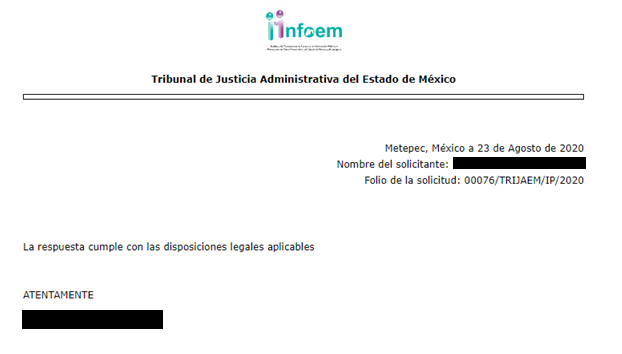 infoem
Tribunal de Justicia Administrativa del Estado de México
Metepec, México a 23 de Agosto de 2020
Nombre del solicitante:
Folio de la solicitud: 00076/TRIJAEM/IP/2020
La respuesta cumple con las disposiciones legales aplicables
ATENTAMENTE